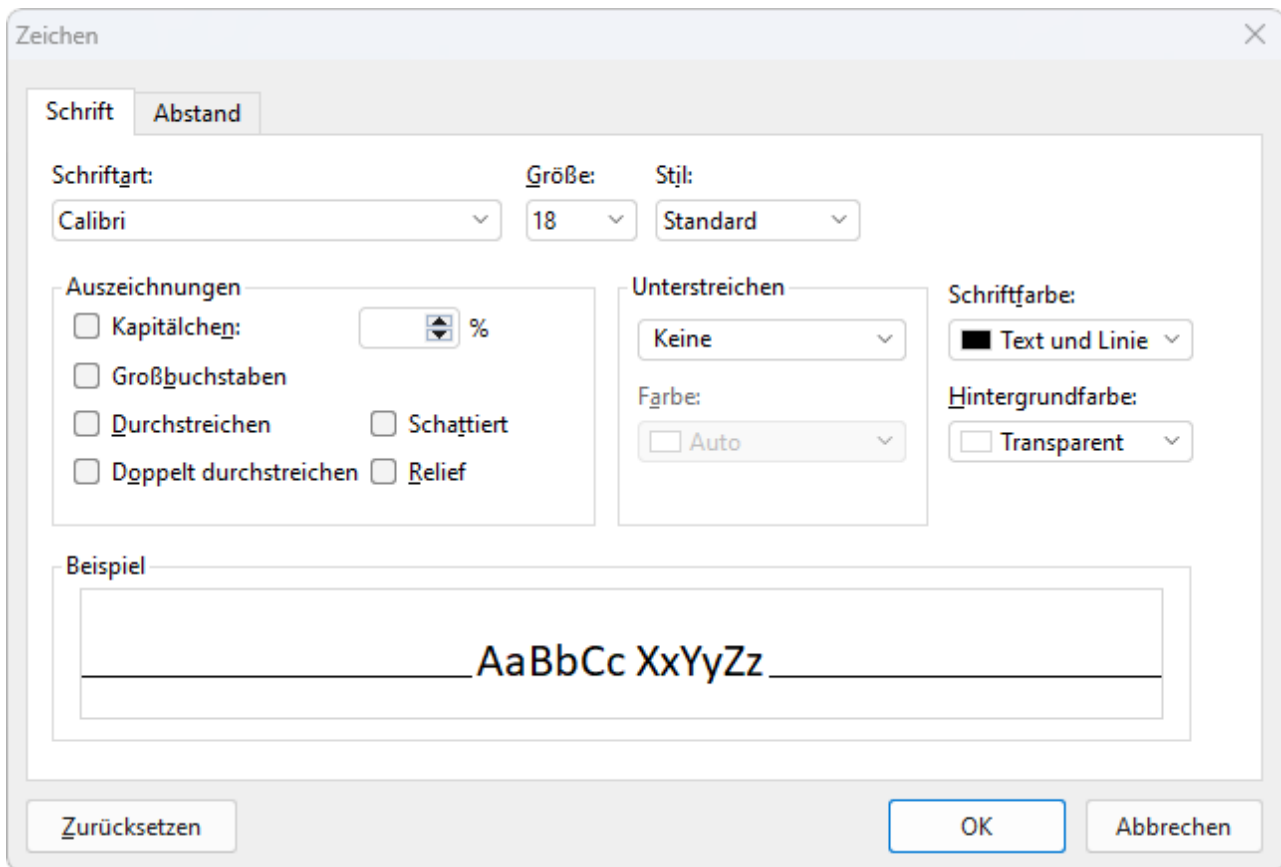 Zeichen
Schrift Abstand
Schriftart: Größe: Stil:
Calibri 18 Standard
Auszeichnungen Unterstreichen Schriftfarbe:
Kapitälchen: % Keine Text und Linie
Großbuchstaben
Farbe: Hintergrundfarbe:
Durchstreichen Schattiert Auto Transparent
Doppelt durchstreichen Relief
Beispiel
AaBbCc XxYyZz
Zurücksetzen OK Abbrechen